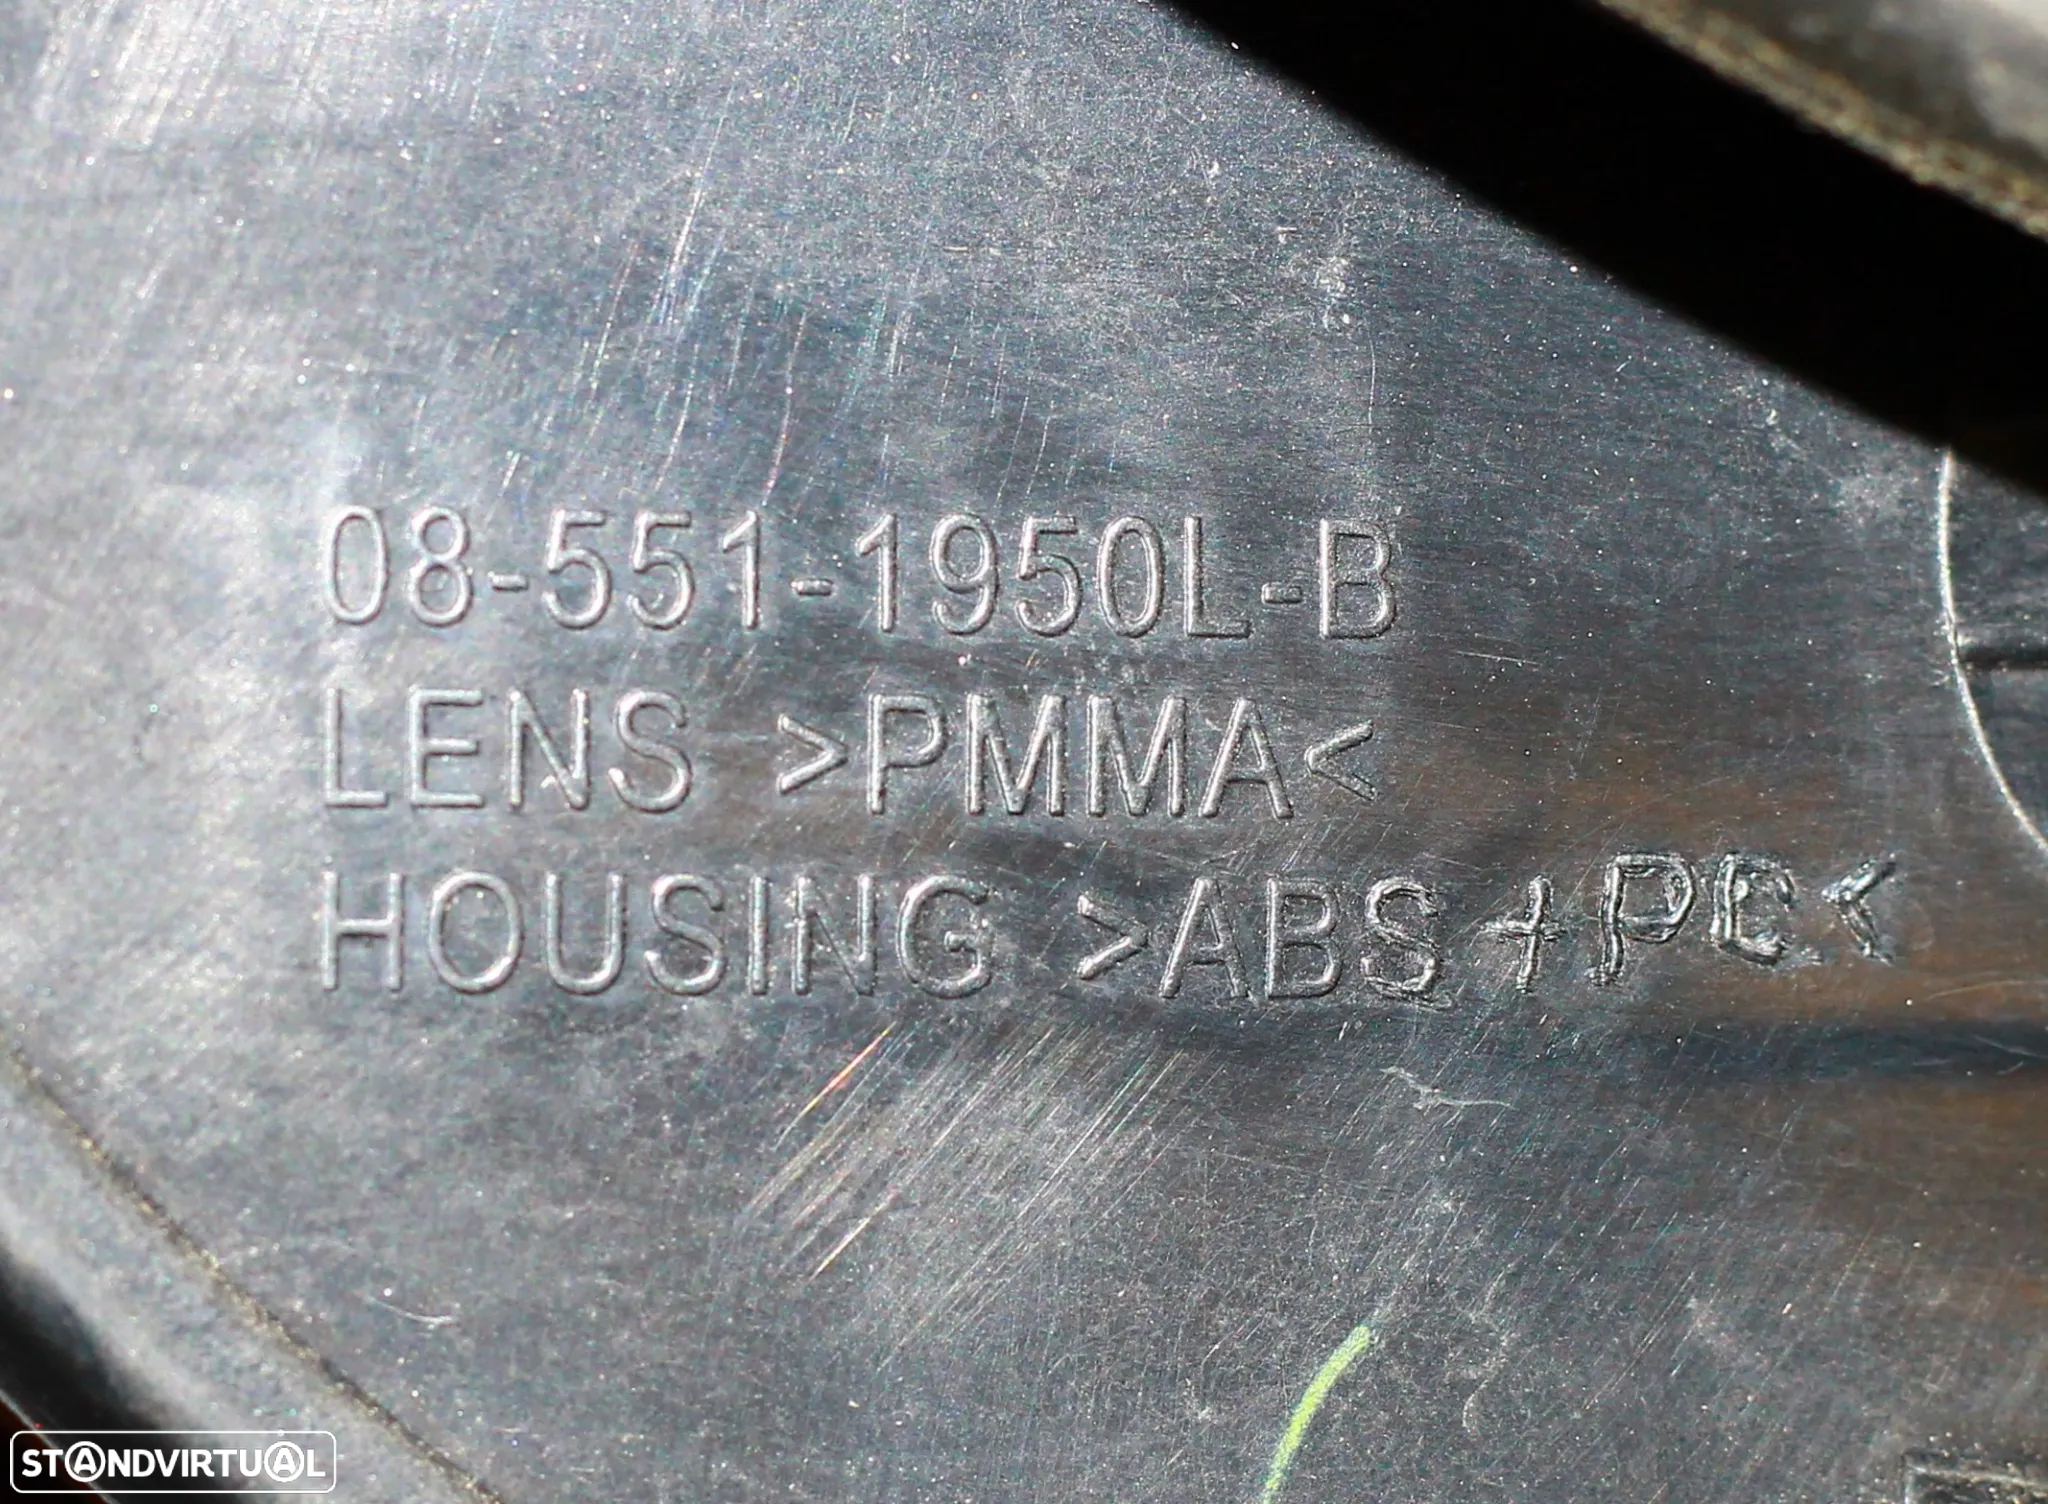 08-551-1950L-B
LENS >PMMA<
HOUSING >ABS+PC<
STANDVIRTUAL